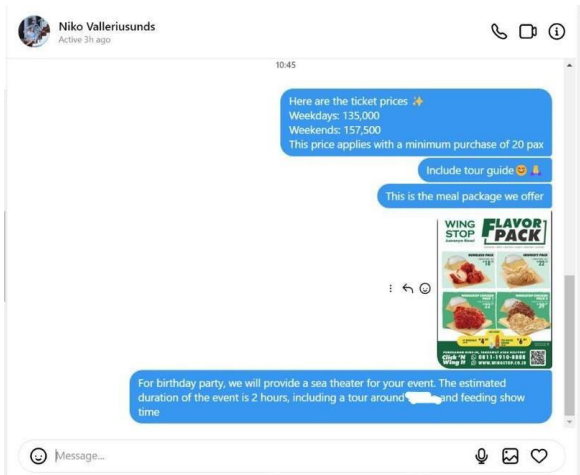 Niko Valleriusunds
Active 3h ago
10:45
Here are the ticket prices ✨
Weekdays: 135,000
Weekends: 157,500
This price applies with a minimum purchase of 20 pax
Include tour guide😊🙏
This is the meal package we offer
WING
STOP
FLAVOR
PACK
For birthday party, we will provide a sea theater for your event. The estimated
duration of the event is 2 hours, including a tour around and feeding show
time
Message...